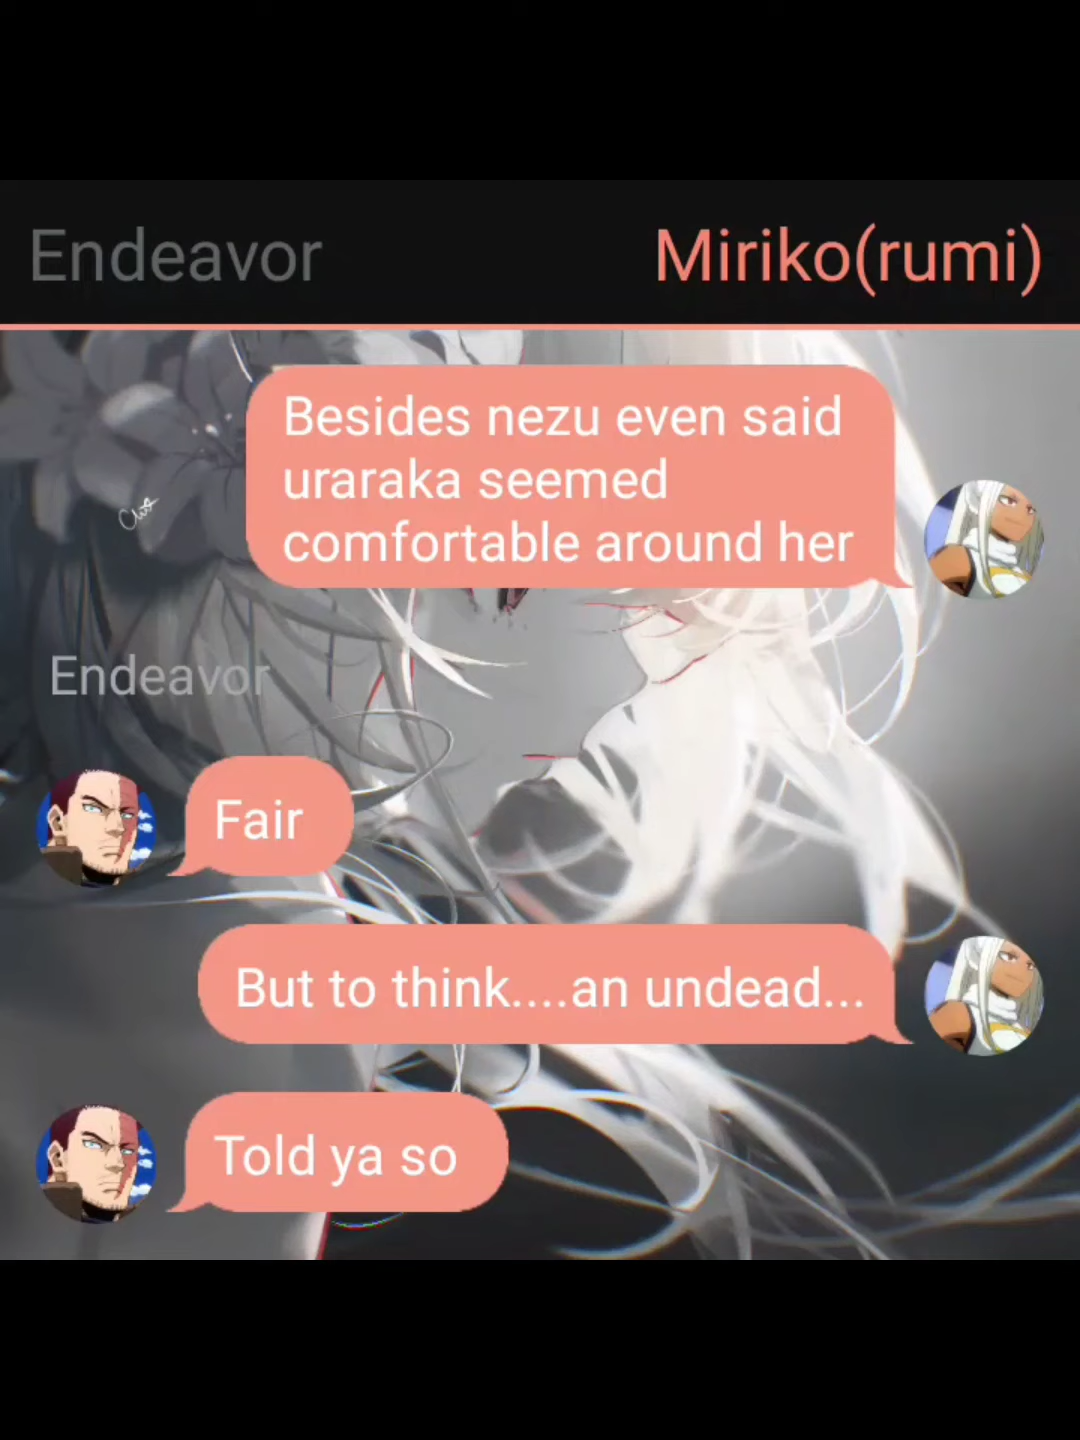 Endeavor
Miriko(rumi)
Besides nezu even said
uraraka seemed
comfortable around her
Endeavor
Fair
But to think....an undead...
Told ya so